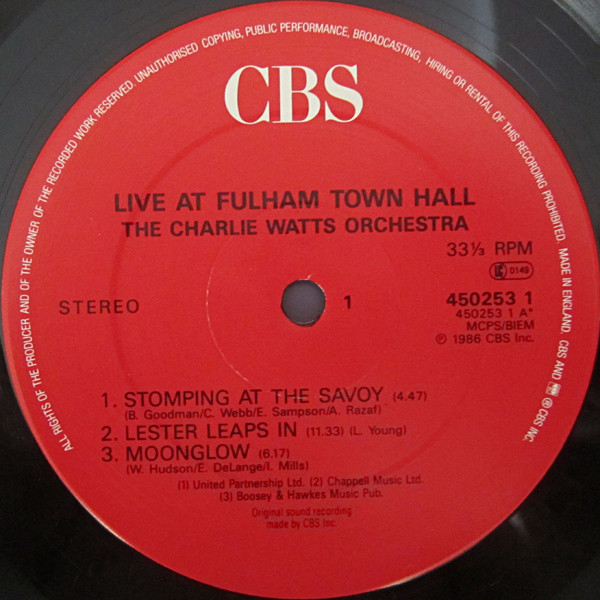 ALL RIGHTS OF THE PRODUCER AND OF THE OWNER OF THE RECORDED WORK RESERVED. UNAUTHORISED COPYING, PUBLIC PERFORMANCE, BROADCASTING, HIRING OR RENTAL OF THIS RECORDING PROHIBITED. MADE IN ENGLAND. CBS AND ® CBS INC.
CBS
LIVE AT FULHAM TOWN HALL
THE CHARLIE WATTS ORCHESTRA
33⅓ RPM
LC 0149
STEREO
1
450253 1
450253 1 A*
MCPS/BIEM
℗ 1986 CBS Inc.
1. STOMPING AT THE SAVOY (4.47)
(B. Goodman/C. Webb/E. Sampson/A. Razaf)
2. LESTER LEAPS IN (11.33) (L. Young)
3. MOONGLOW (6.17)
(W. Hudson/E. DeLange/I. Mills)
(1) United Partnership Ltd. (2) Chappell Music Ltd.
(3) Boosey & Hawkes Music Pub.
Original sound recording
made by CBS Inc.